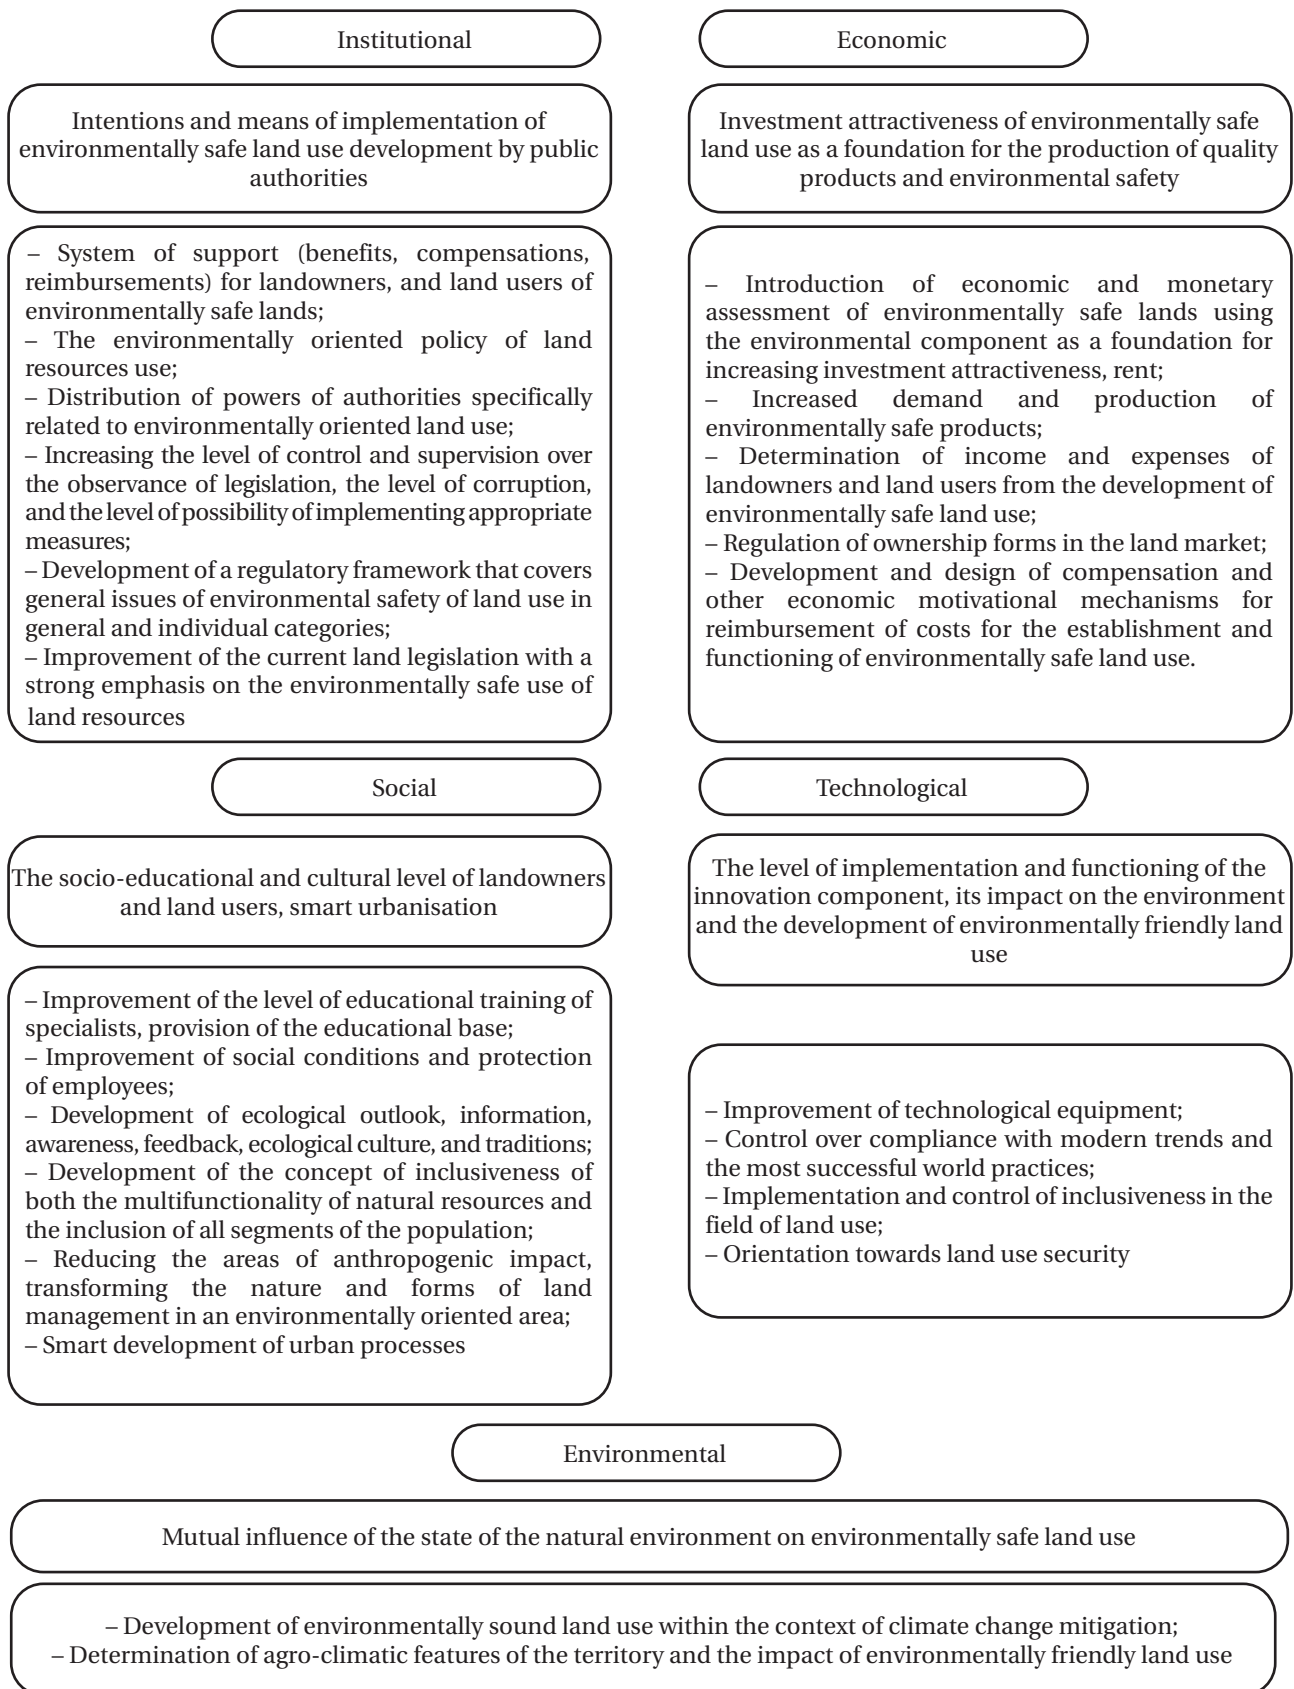 Institutional
Intentions and means of implementation of
environmentally safe land use development by public
authorities
– System of support (benefits, compensations,
reimbursements) for landowners, and land users of
environmentally safe lands;
– The environmentally oriented policy of land
resources use;
– Distribution of powers of authorities specifically
related to environmentally oriented land use;
– Increasing the level of control and supervision over
the observance of legislation, the level of corruption,
and the level of possibility of implementing appropriate
measures;
– Development of a regulatory framework that covers
general issues of environmental safety of land use in
general and individual categories;
– Improvement of the current land legislation with a
strong emphasis on the environmentally safe use of
land resources
Economic
Investment attractiveness of environmentally safe
land use as a foundation for the production of quality
products and environmental safety
– Introduction of economic and monetary
assessment of environmentally safe lands using
the environmental component as a foundation for
increasing investment attractiveness, rent;
– Increased demand and production of
environmentally safe products;
– Determination of income and expenses of
landowners and land users from the development of
environmentally safe land use;
– Regulation of ownership forms in the land market;
– Development and design of compensation and
other economic motivational mechanisms for
reimbursement of costs for the establishment and
functioning of environmentally safe land use.
Social
The socio-educational and cultural level of landowners
and land users, smart urbanisation
– Improvement of the level of educational training of
specialists, provision of the educational base;
– Improvement of social conditions and protection
of employees;
– Development of ecological outlook, information,
awareness, feedback, ecological culture, and traditions;
– Development of the concept of inclusiveness of
both the multifunctionality of natural resources and
the inclusion of all segments of the population;
– Reducing the areas of anthropogenic impact,
transforming the nature and forms of land
management in an environmentally oriented area;
– Smart development of urban processes
Technological
The level of implementation and functioning of the
innovation component, its impact on the environment
and the development of environmentally friendly land
use
– Improvement of technological equipment;
– Control over compliance with modern trends and
the most successful world practices;
– Implementation and control of inclusiveness in the
field of land use;
– Orientation towards land use security
Environmental
Mutual influence of the state of the natural environment on environmentally safe land use
– Development of environmentally sound land use within the context of climate change mitigation;
– Determination of agro-climatic features of the territory and the impact of environmentally friendly land use